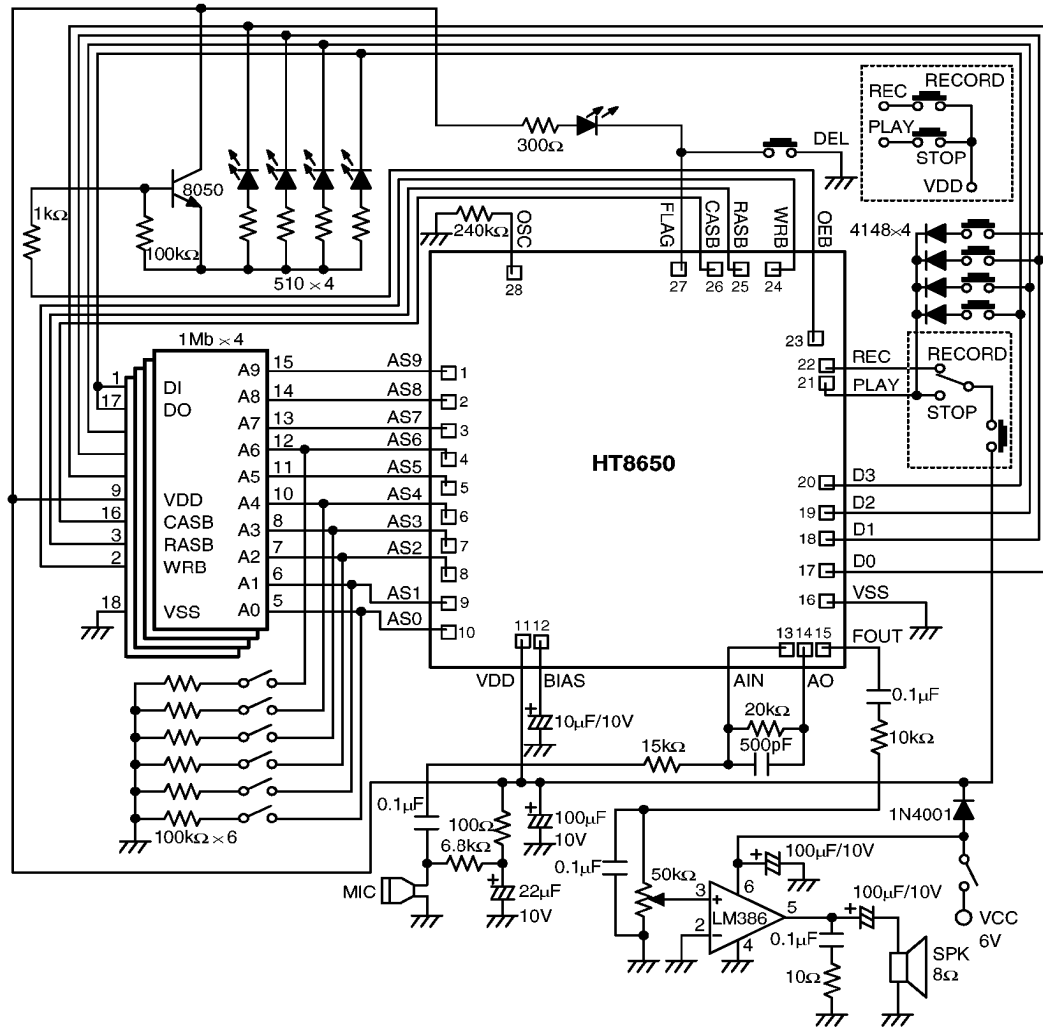 RECORD
REC
PLAY
STOP
VDD
300Ω
DEL
8050
1kΩ
100kΩ
510 × 4
240kΩ
OSC
FLAG
CASB
RASB
WRB
OEB
4148×4
28
27
26
25
24
23
1Mb × 4
1
DI
17
DO
9
VDD
16
CASB
3
RASB
2
WRB
18
VSS
A9
15
AS9
1
A8
14
AS8
2
A7
13
AS7
3
A6
12
AS6
4
A5
11
AS5
5
A4
10
AS4
6
A3
8
AS3
7
A2
7
AS2
8
A1
6
AS1
9
A0
5
AS0
10
HT8650
22
REC
21
PLAY
RECORD
STOP
20
D3
19
D2
18
D1
17
D0
16
VSS
11
12
13
14
15
FOUT
VDD
BIAS
AIN
AO
10μF/10V
20kΩ
500pF
15kΩ
0.1μF
10kΩ
100kΩ × 6
0.1μF
100Ω
6.8kΩ
100μF
10V
MIC
22μF
10V
0.1μF
50kΩ
1N4001
100μF/10V
3
6
LM386
5
2
4
100μF/10V
0.1μF
10Ω
VCC
6V
SPK
8Ω